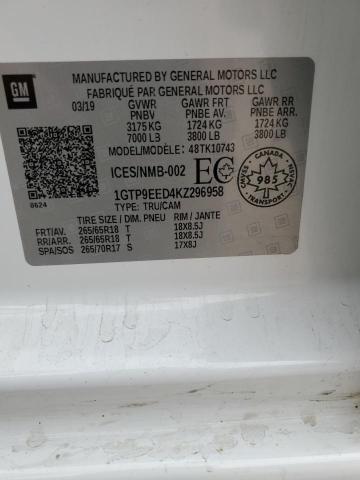 GM
MANUFACTURED BY GENERAL MOTORS LLC
FABRIQUÉ PAR GENERAL MOTORS LLC
03/19 GVWR GAWR FRT GAWR RR
PNBV PNBE AV. PNBE ARR
3175 KG 1724 KG 1724 KG
7000 LB 3800 LB 3800 LB
MODEL/MODÈLE: 48TK10743
ICES/NMB-002 EC
CANADA
985
TRANSPORT
1GTP9EED4KZ296958
8624
TYPE: TRU/CAM
TIRE SIZE / DIM. PNEU RIM / JANTE
FRT/AV. 265/65R18 T 18X8.5J
RR/ARR. 265/65R18 T 18X8.5J
SPA/SOS 265/70R17 S 17X8J